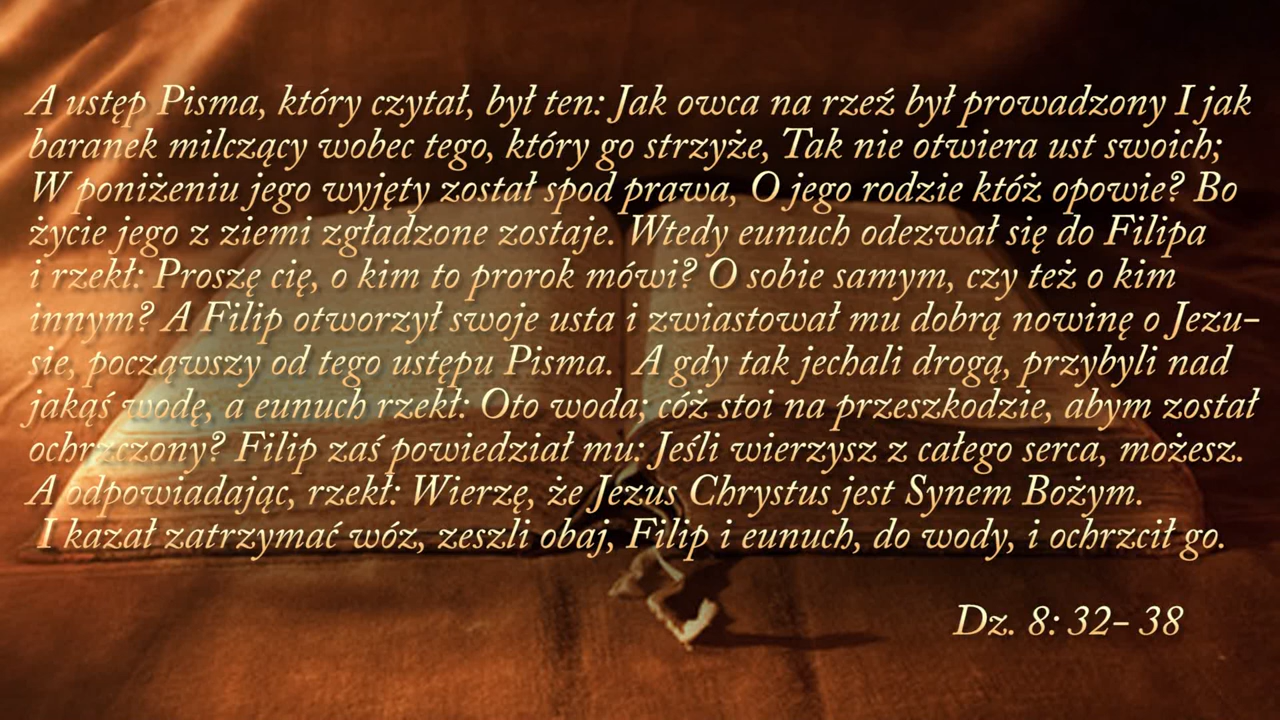 A ustęp Pisma, który czytał, był ten: Jak owca na rzeź był prowadzony I jak
baranek milczący wobec tego, który go strzyże, Tak nie otwiera ust swoich;
W poniżeniu jego wyjęty został spod prawa, O jego rodzie któż opowie? Bo
życie jego z ziemi zgładzone zostaje. Wtedy eunuch odezwał się do Filipa
i rzekł: Proszę cię, o kim to prorok mówi? O sobie samym, czy też o kim
innym? A Filip otworzył swoje usta i zwiastował mu dobrą nowinę o Jezu–
sie, począwszy od tego ustępu Pisma. A gdy tak jechali drogą, przybyli nad
jakąś wodę, a eunuch rzekł: Oto woda; cóż stoi na przeszkodzie, abym został
ochrzczony? Filip zaś powiedział mu: Jeśli wierzysz z całego serca, możesz.
A odpowiadając, rzekł: Wierzę, że Jezus Chrystus jest Synem Bożym.
I kazał zatrzymać wóz, zeszli obaj, Filip i eunuch, do wody, i ochrzcił go.
Dz. 8: 32– 38